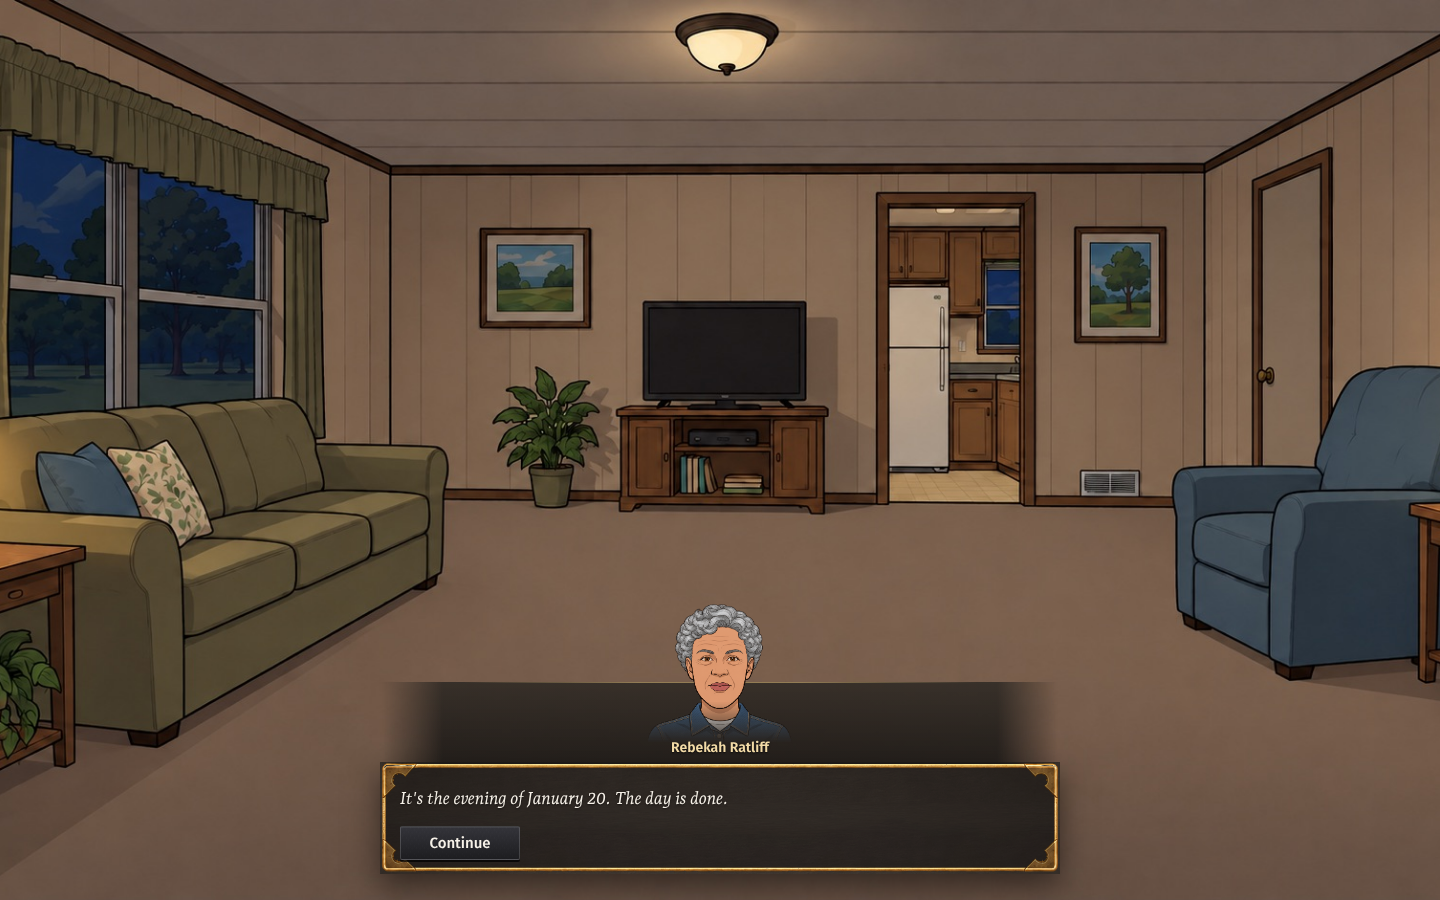 Rebekah Ratliff
It's the evening of January 20. The day is done.
Continue